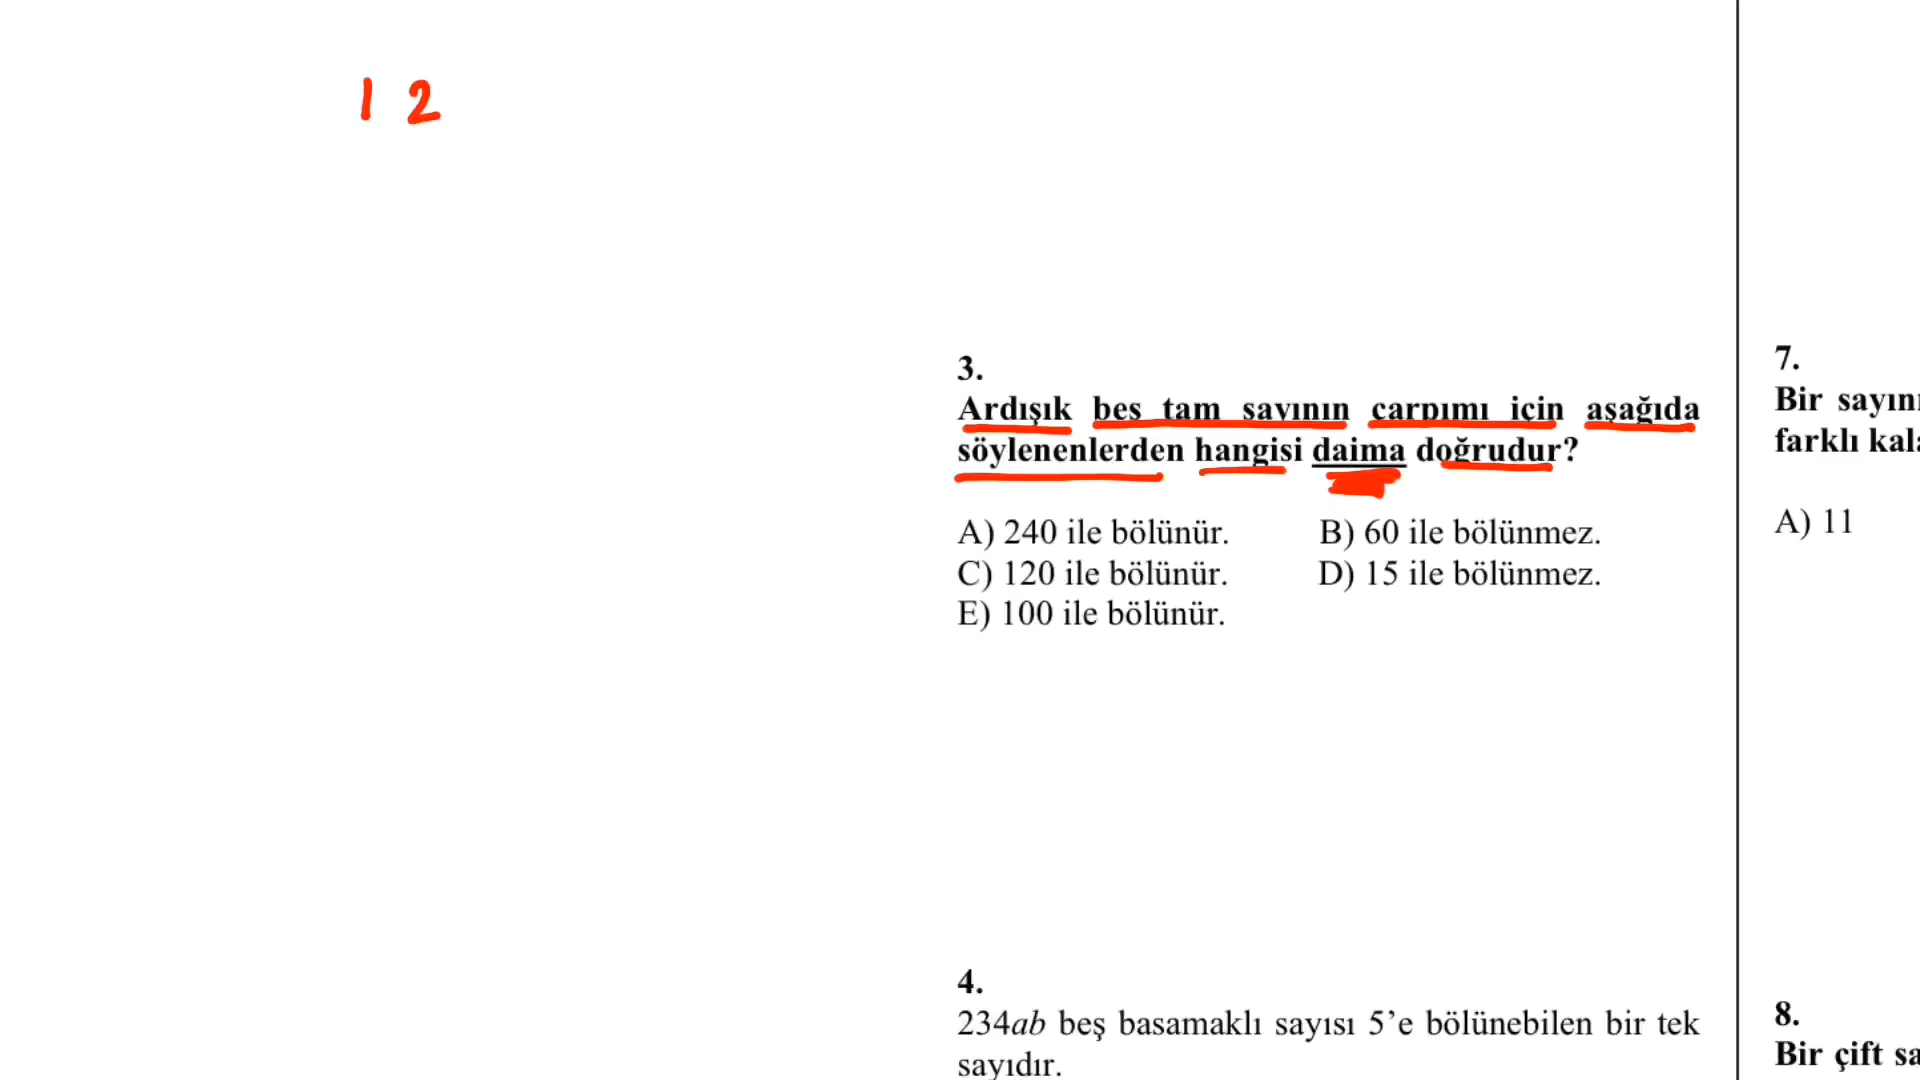 1 2
3.
Ardışık beş tam sayının çarpımı için aşağıda
söylenenlerden hangisi daima doğrudur?
A) 240 ile bölünür. B) 60 ile bölünmez.
C) 120 ile bölünür. D) 15 ile bölünmez.
E) 100 ile bölünür.
4.
234ab beş basamaklı sayısı 5’e bölünebilen bir tek
sayıdır.
7.
Bir sayın
farklı kal
A) 11
8.
Bir çift sa